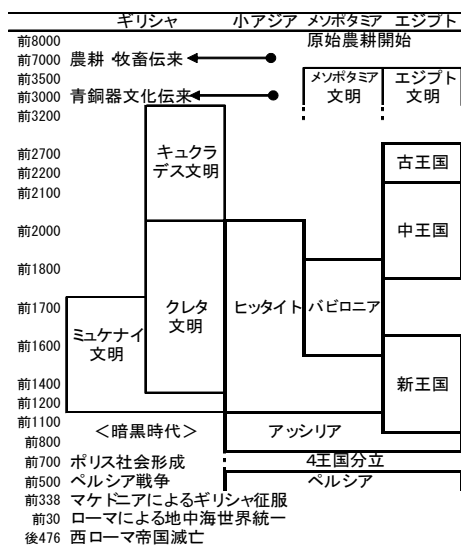 ギリシャ 小アジア メソポタミア エジプト
前8000 原始農耕開始
前7000 農耕・牧畜伝来
前3500 メソポタミア エジプト
前3000 青銅器文化伝来 文明 文明
前3200
キュクラ
前2700 デス文明 古王国
前2200
前2100
前2000 中王国
前1800
前1700 クレタ ヒッタイト バビロニア
文明
ミュケナイ
前1600 文明
前1400 新王国
前1200
前1100 <暗黒時代> アッシリア
前800
前700 ポリス社会形成 4王国分立
前500 ペルシア戦争 ペルシア
前338 マケドニアによるギリシャ征服
前30 ローマによる地中海世界統一
後476 西ローマ帝国滅亡